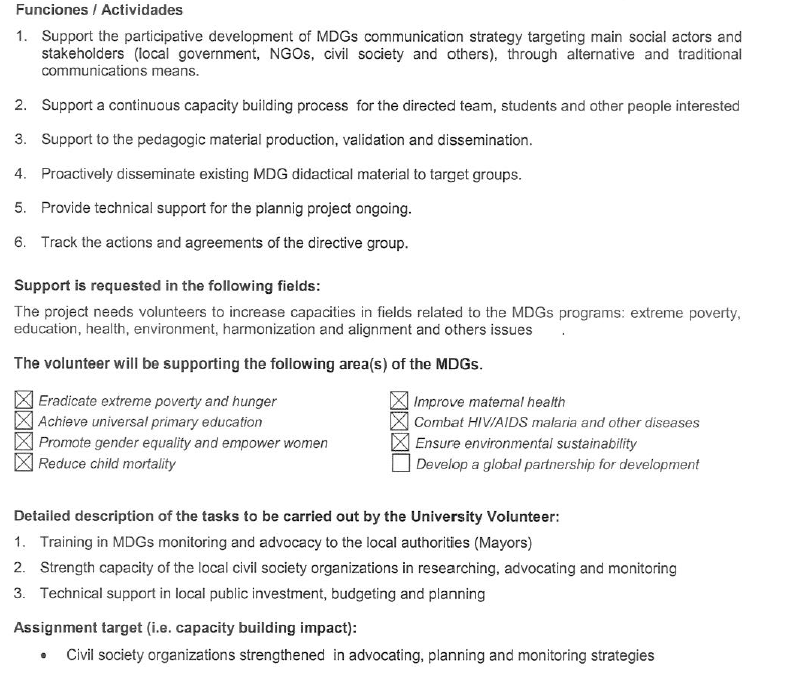 Funciones / Actividades
1. Support the participative development of MDGs communication strategy targeting main social actors and
stakeholders (local government, NGOs, civil society and others), through alternative and traditional
communications means.
2. Support a continuous capacity building process for the directed team, students and other people interested
3. Support to the pedagogic material production, validation and dissemination.
4. Proactively disseminate existing MDG didactical material to target groups.
5. Provide technical support for the plannig project ongoing.
6. Track the actions and agreements of the directive group.
Support is requested in the following fields:
The project needs volunteers to increase capacities in fields related to the MDGs programs: extreme poverty,
education, health, environment, harmonization and alignment and others issues .
The volunteer will be supporting the following area(s) of the MDGs.
☒ Eradicate extreme poverty and hunger
☒ Achieve universal primary education
☒ Promote gender equality and empower women
☒ Reduce child mortality
☒ Improve maternal health
☒ Combat HIV/AIDS malaria and other diseases
☒ Ensure environmental sustainability
☐ Develop a global partnership for development
Detailed description of the tasks to be carried out by the University Volunteer:
1. Training in MDGs monitoring and advocacy to the local authorities (Mayors)
2. Strength capacity of the local civil society organizations in researching, advocating and monitoring
3. Technical support in local public investment, budgeting and planning
Assignment target (i.e. capacity building impact):
• Civil society organizations strengthened in advocating, planning and monitoring strategies